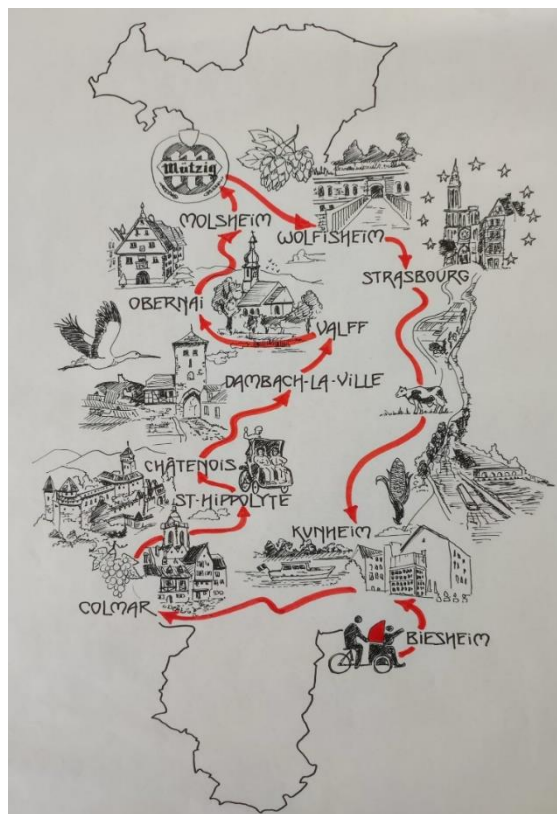 Mützig
MOLSHEIM
WOLFISHEIM
STRASBOURG
OBERNAi
VALFF
DAMBACH-LA-ViLLE
CHÂTENOIS
ST-HiPPOLYTE
KUNHEIM
COLMAR
BiESHEiM